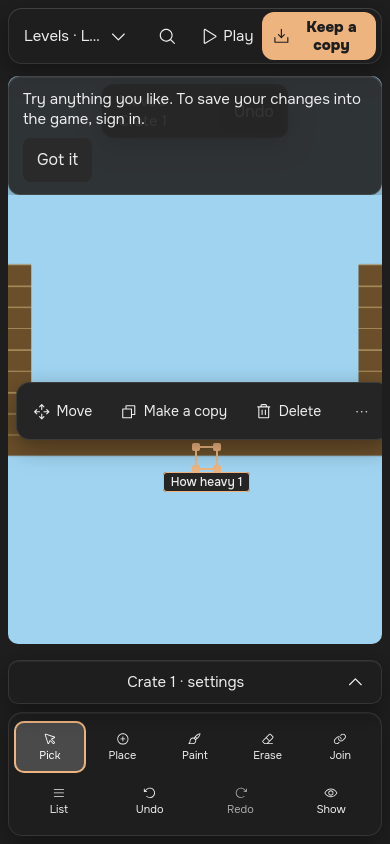 Levels · L...
Play
Keep a
copy
Try anything you like. To save your changes into
the game, sign in.
Undo
Got it
Move
Make a copy
Delete
How heavy 1
Crate 1 · settings
Pick
Place
Paint
Erase
Join
List
Undo
Redo
Show